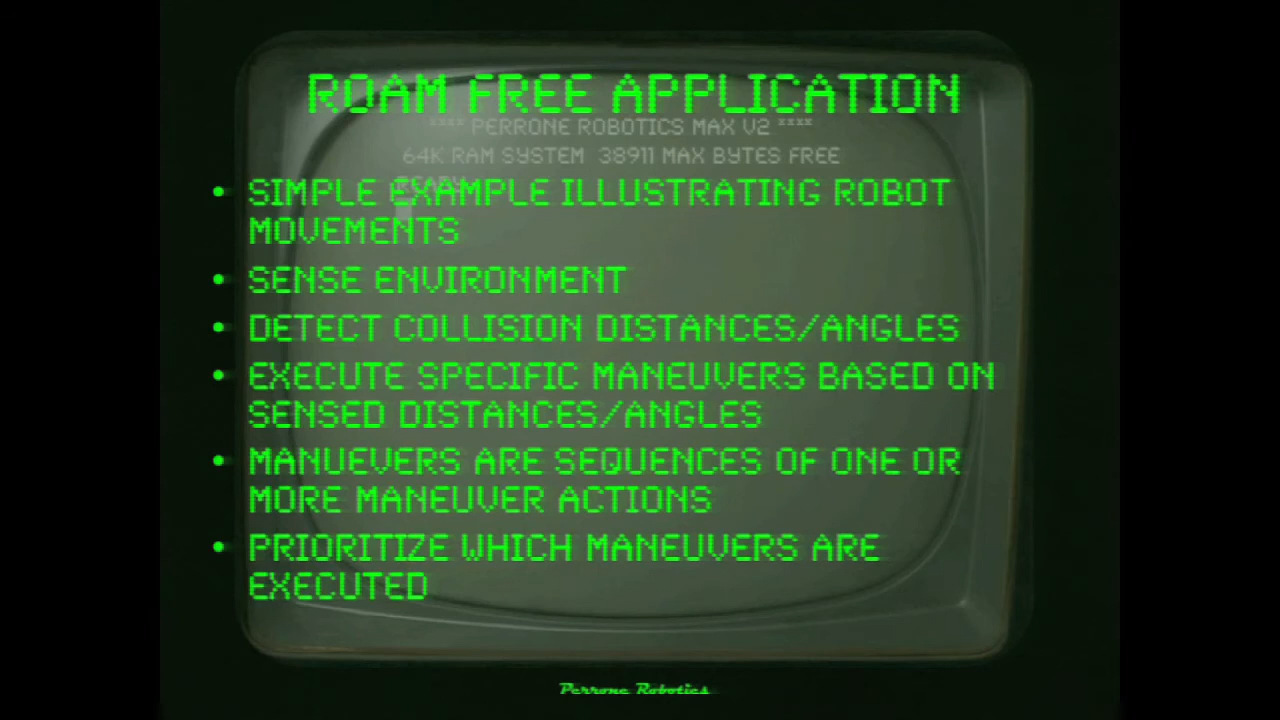 ROAM FREE APPLICATION
**** PERRONE ROBOTICS MAX V2 ****
64K RAM SYSTEM 38911 MAX BYTES FREE
READY
• SIMPLE EXAMPLE ILLUSTRATING ROBOT
MOVEMENTS
• SENSE ENVIRONMENT
• DETECT COLLISION DISTANCES/ANGLES
• EXECUTE SPECIFIC MANEUVERS BASED ON
SENSED DISTANCES/ANGLES
• MANUEVERS ARE SEQUENCES OF ONE OR
MORE MANEUVER ACTIONS
• PRIORITIZE WHICH MANEUVERS ARE
EXECUTED
Perrone Robotics